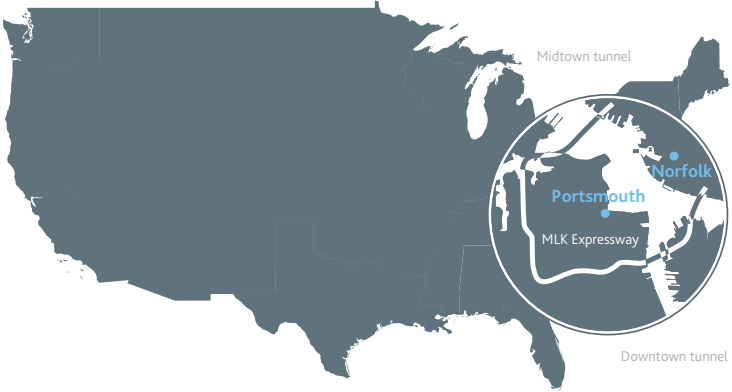 Midtown tunnel
Norfolk
Portsmouth
MLK Expressway
Downtown tunnel